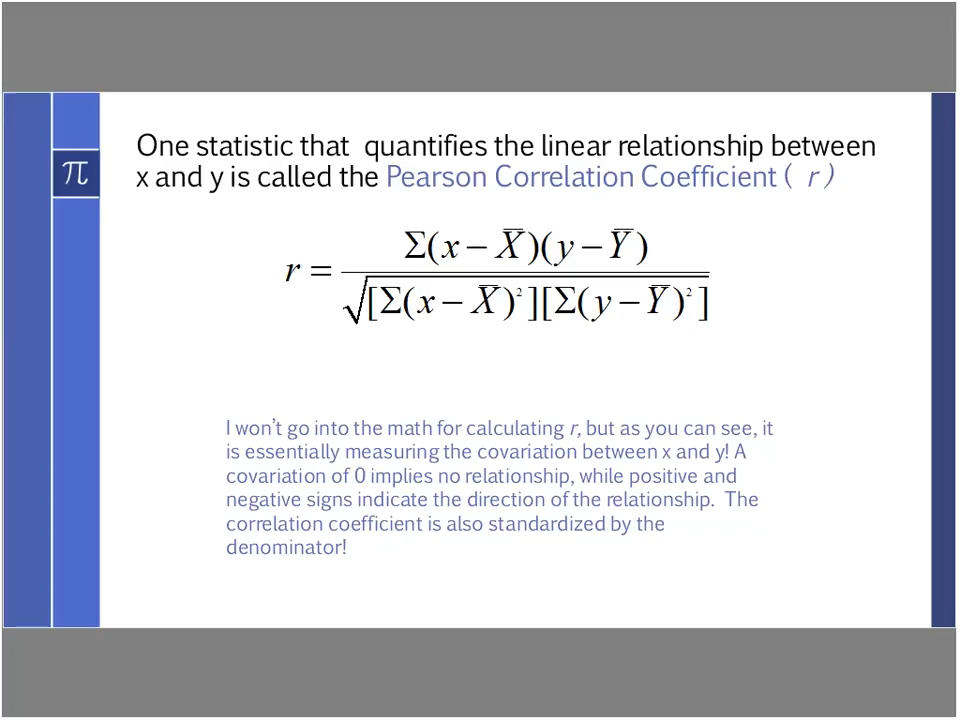 One statistic that quantifies the linear relationship between
π
x and y is called the Pearson Correlation Coefficient ( r )
r = Σ(x − X̅)(y − Y̅) / √[Σ(x − X̅)²][Σ(y − Y̅)²]
I won't go into the math for calculating r, but as you can see, it
is essentially measuring the covariation between x and y! A
covariation of 0 implies no relationship, while positive and
negative signs indicate the direction of the relationship. The
correlation coefficient is also standardized by the
denominator!